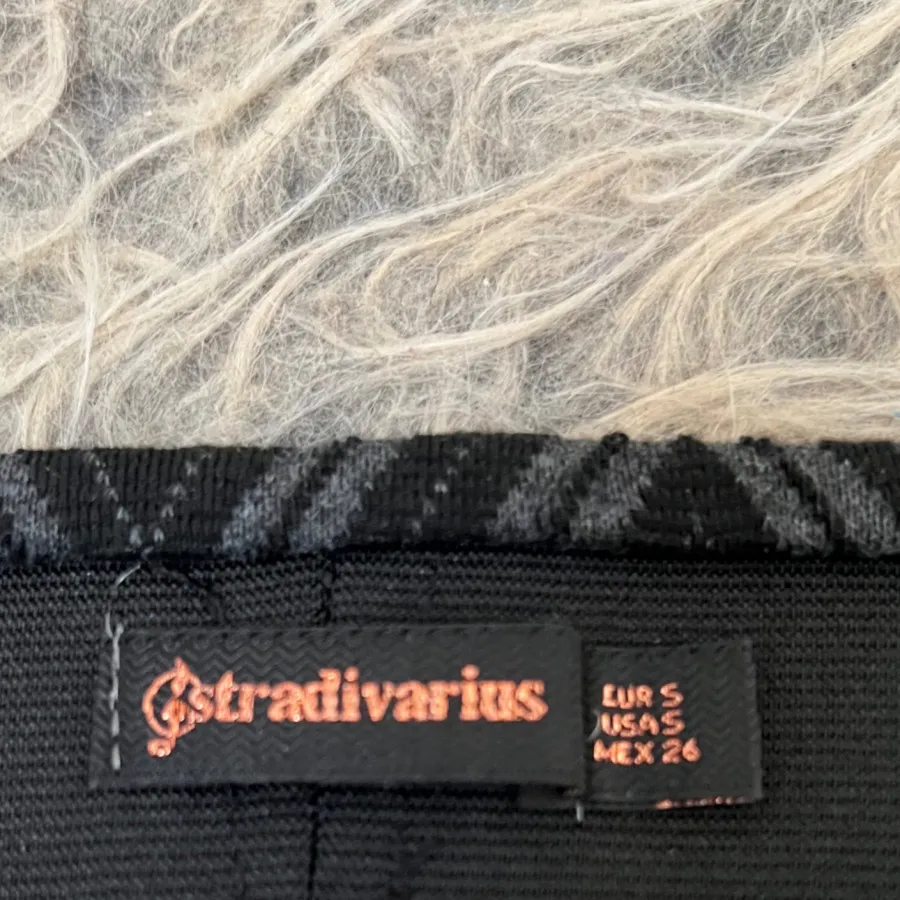 stradivarius
EUR S
USA S
MEX 26